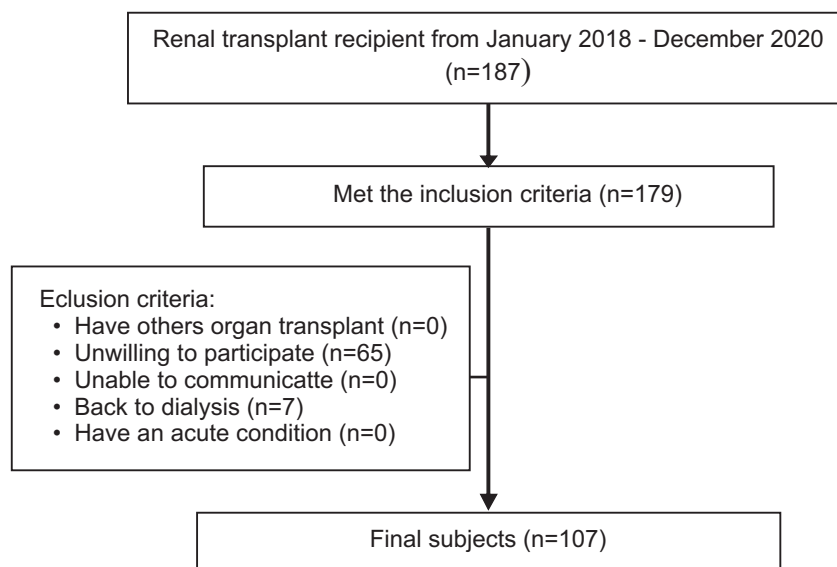 Renal transplant recipient from January 2018 - December 2020
(n=187)
Met the inclusion criteria (n=179)
Eclusion criteria:
• Have others organ transplant (n=0)
• Unwilling to participate (n=65)
• Unable to communicatte (n=0)
• Back to dialysis (n=7)
• Have an acute condition (n=0)
Final subjects (n=107)